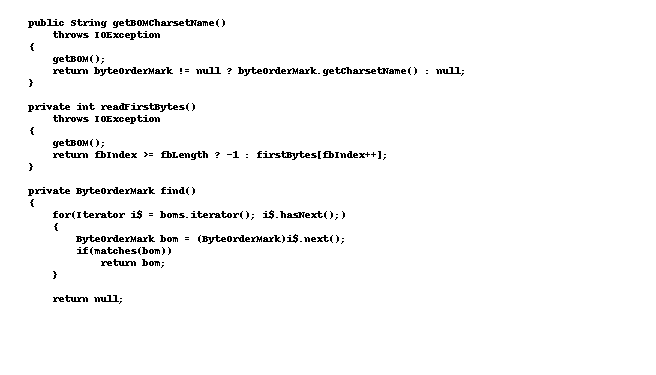 public String getBOMCharsetName()
throws IOException
{
getBOM();
return byteOrderMark != null ? byteOrderMark.getCharsetName() : null;
}
private int readFirstBytes()
throws IOException
{
getBOM();
return fbIndex >= fbLength ? -1 : firstBytes[fbIndex++];
}
private ByteOrderMark find()
{
for(Iterator i$ = boms.iterator(); i$.hasNext();)
{
ByteOrderMark bom = (ByteOrderMark)i$.next();
if(matches(bom))
return bom;
}
return null;